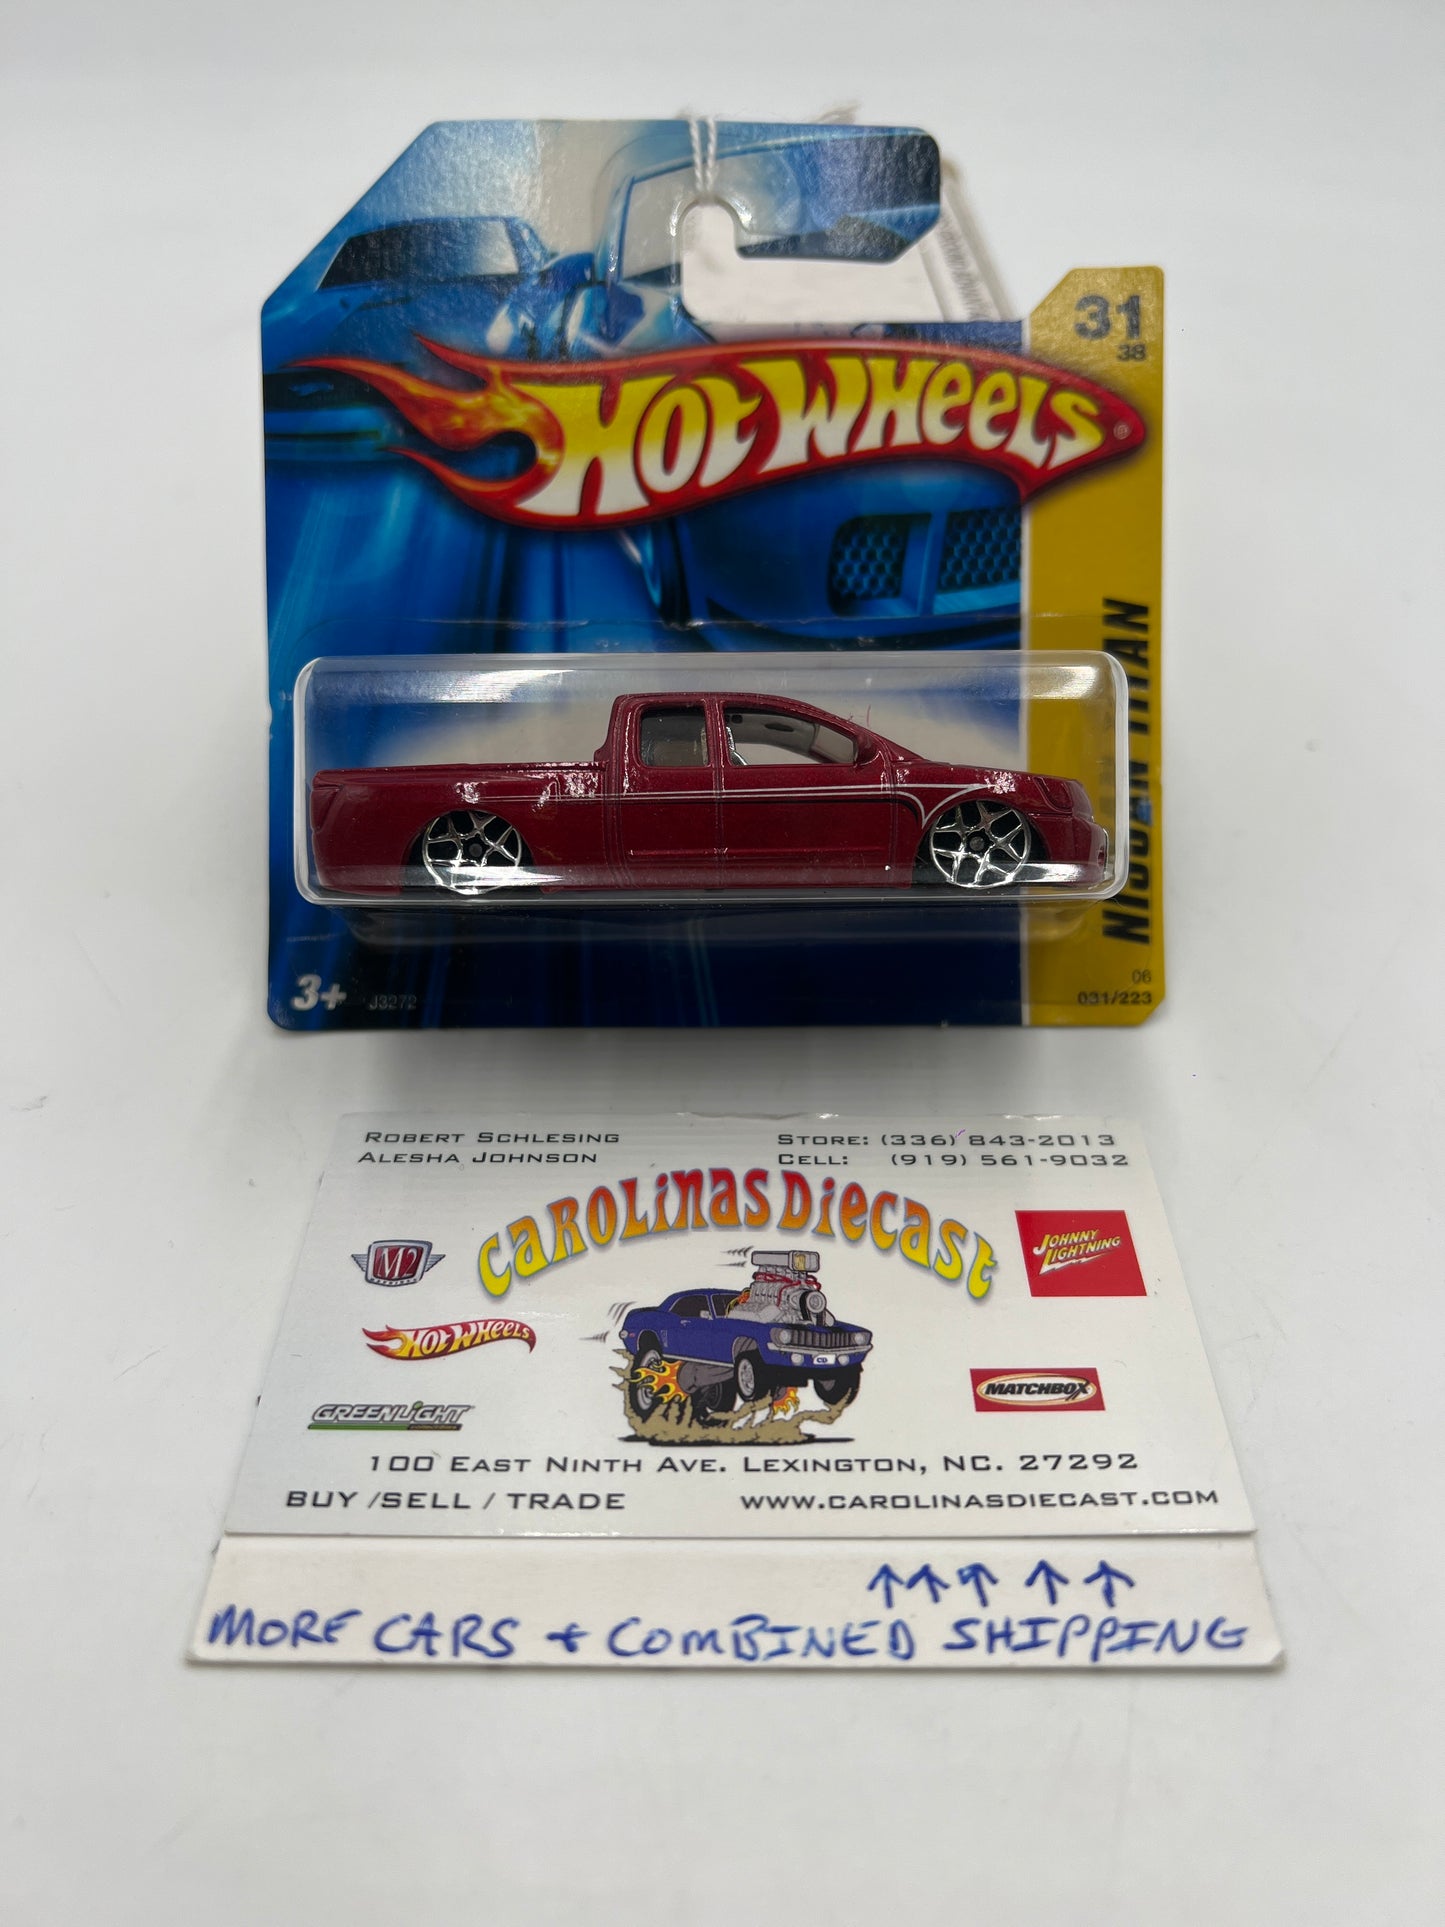 31
38
HOT WHEELS®
NISSAN TITAN
3+ J3272
06
031/223
ROBERT SCHLESING
ALESHA JOHNSON
STORE: (336) 843-2013
CELL: (919) 561-9032
CAROLINAS DIECAST
M2
JOHNNY
LIGHTNING
HOT WHEELS
CD
MATCHBOX
GREENLIGHT
100 EAST NINTH AVE. LEXINGTON, NC. 27292
BUY /SELL / TRADE
WWW.CAROLINASDIECAST.COM
↑↑↑↑↑
MORE CARS + COMBINED SHIPPING